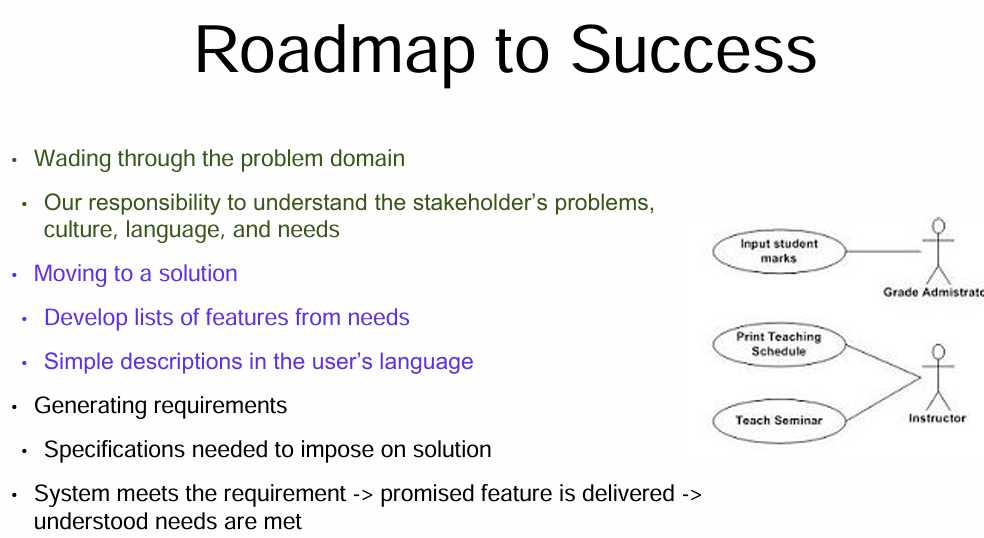 Roadmap to Success
• Wading through the problem domain
• Our responsibility to understand the stakeholder’s problems,
culture, language, and needs
• Moving to a solution
• Develop lists of features from needs
• Simple descriptions in the user’s language
• Generating requirements
• Specifications needed to impose on solution
• System meets the requirement -> promised feature is delivered ->
understood needs are met
Input student
marks
Grade Admistrato
Print Teaching
Schedule
Teach Seminar
Instructor